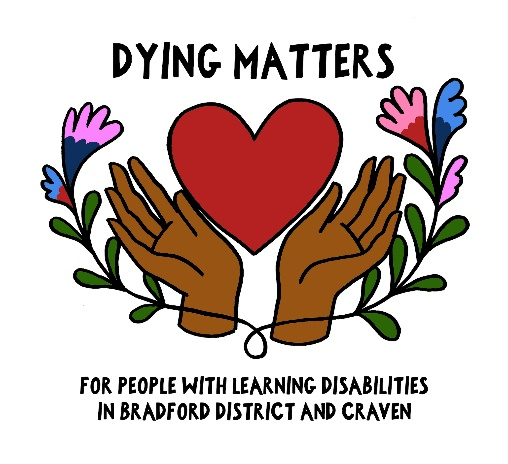 DYING MATTERS
FOR PEOPLE WITH LEARNING DISABILITIES
IN BRADFORD DISTRICT AND CRAVEN